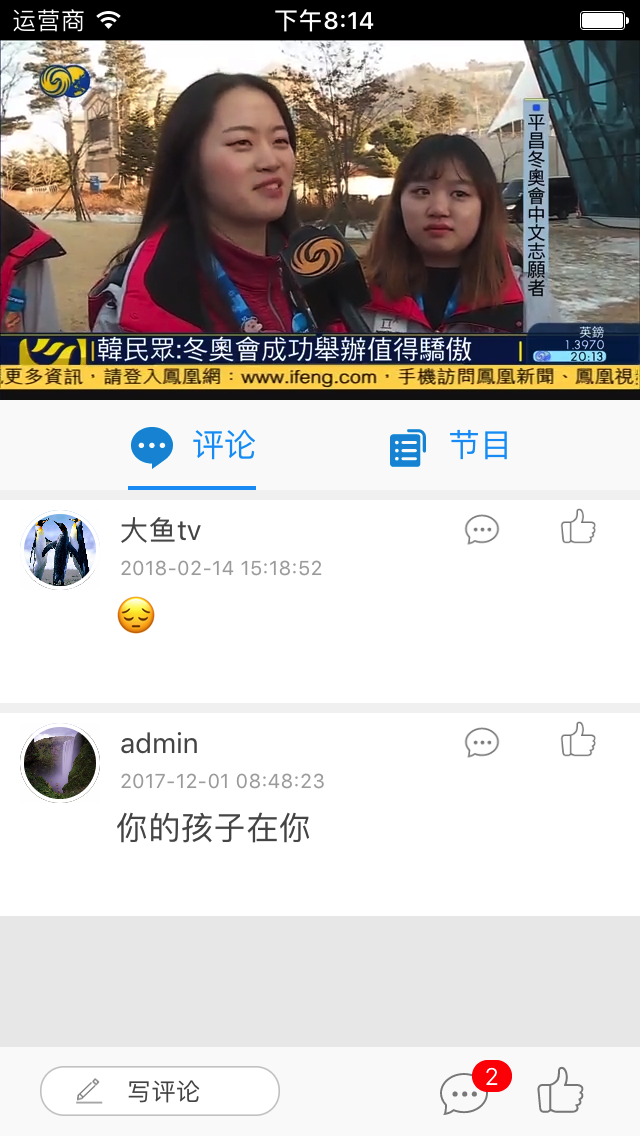 运营商
下午8:14
平昌冬奧會中文志願者
韓民眾:冬奧會成功舉辦值得驕傲
英鎊
1.3970
20:13
更多資訊，請登入鳳凰網：www.ifeng.com，手機訪問鳳凰新聞、鳳凰視
评论
节目
大鱼tv
2018-02-14 15:18:52
😔
admin
2017-12-01 08:48:23
你的孩子在你
写评论
2